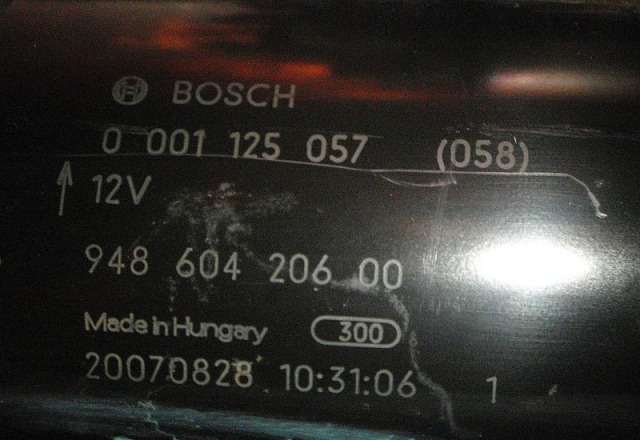 BOSCH
0 001 125 057 (058)
12V
948 604 206 00
Made in Hungary 300
20070828 10:31:06 1